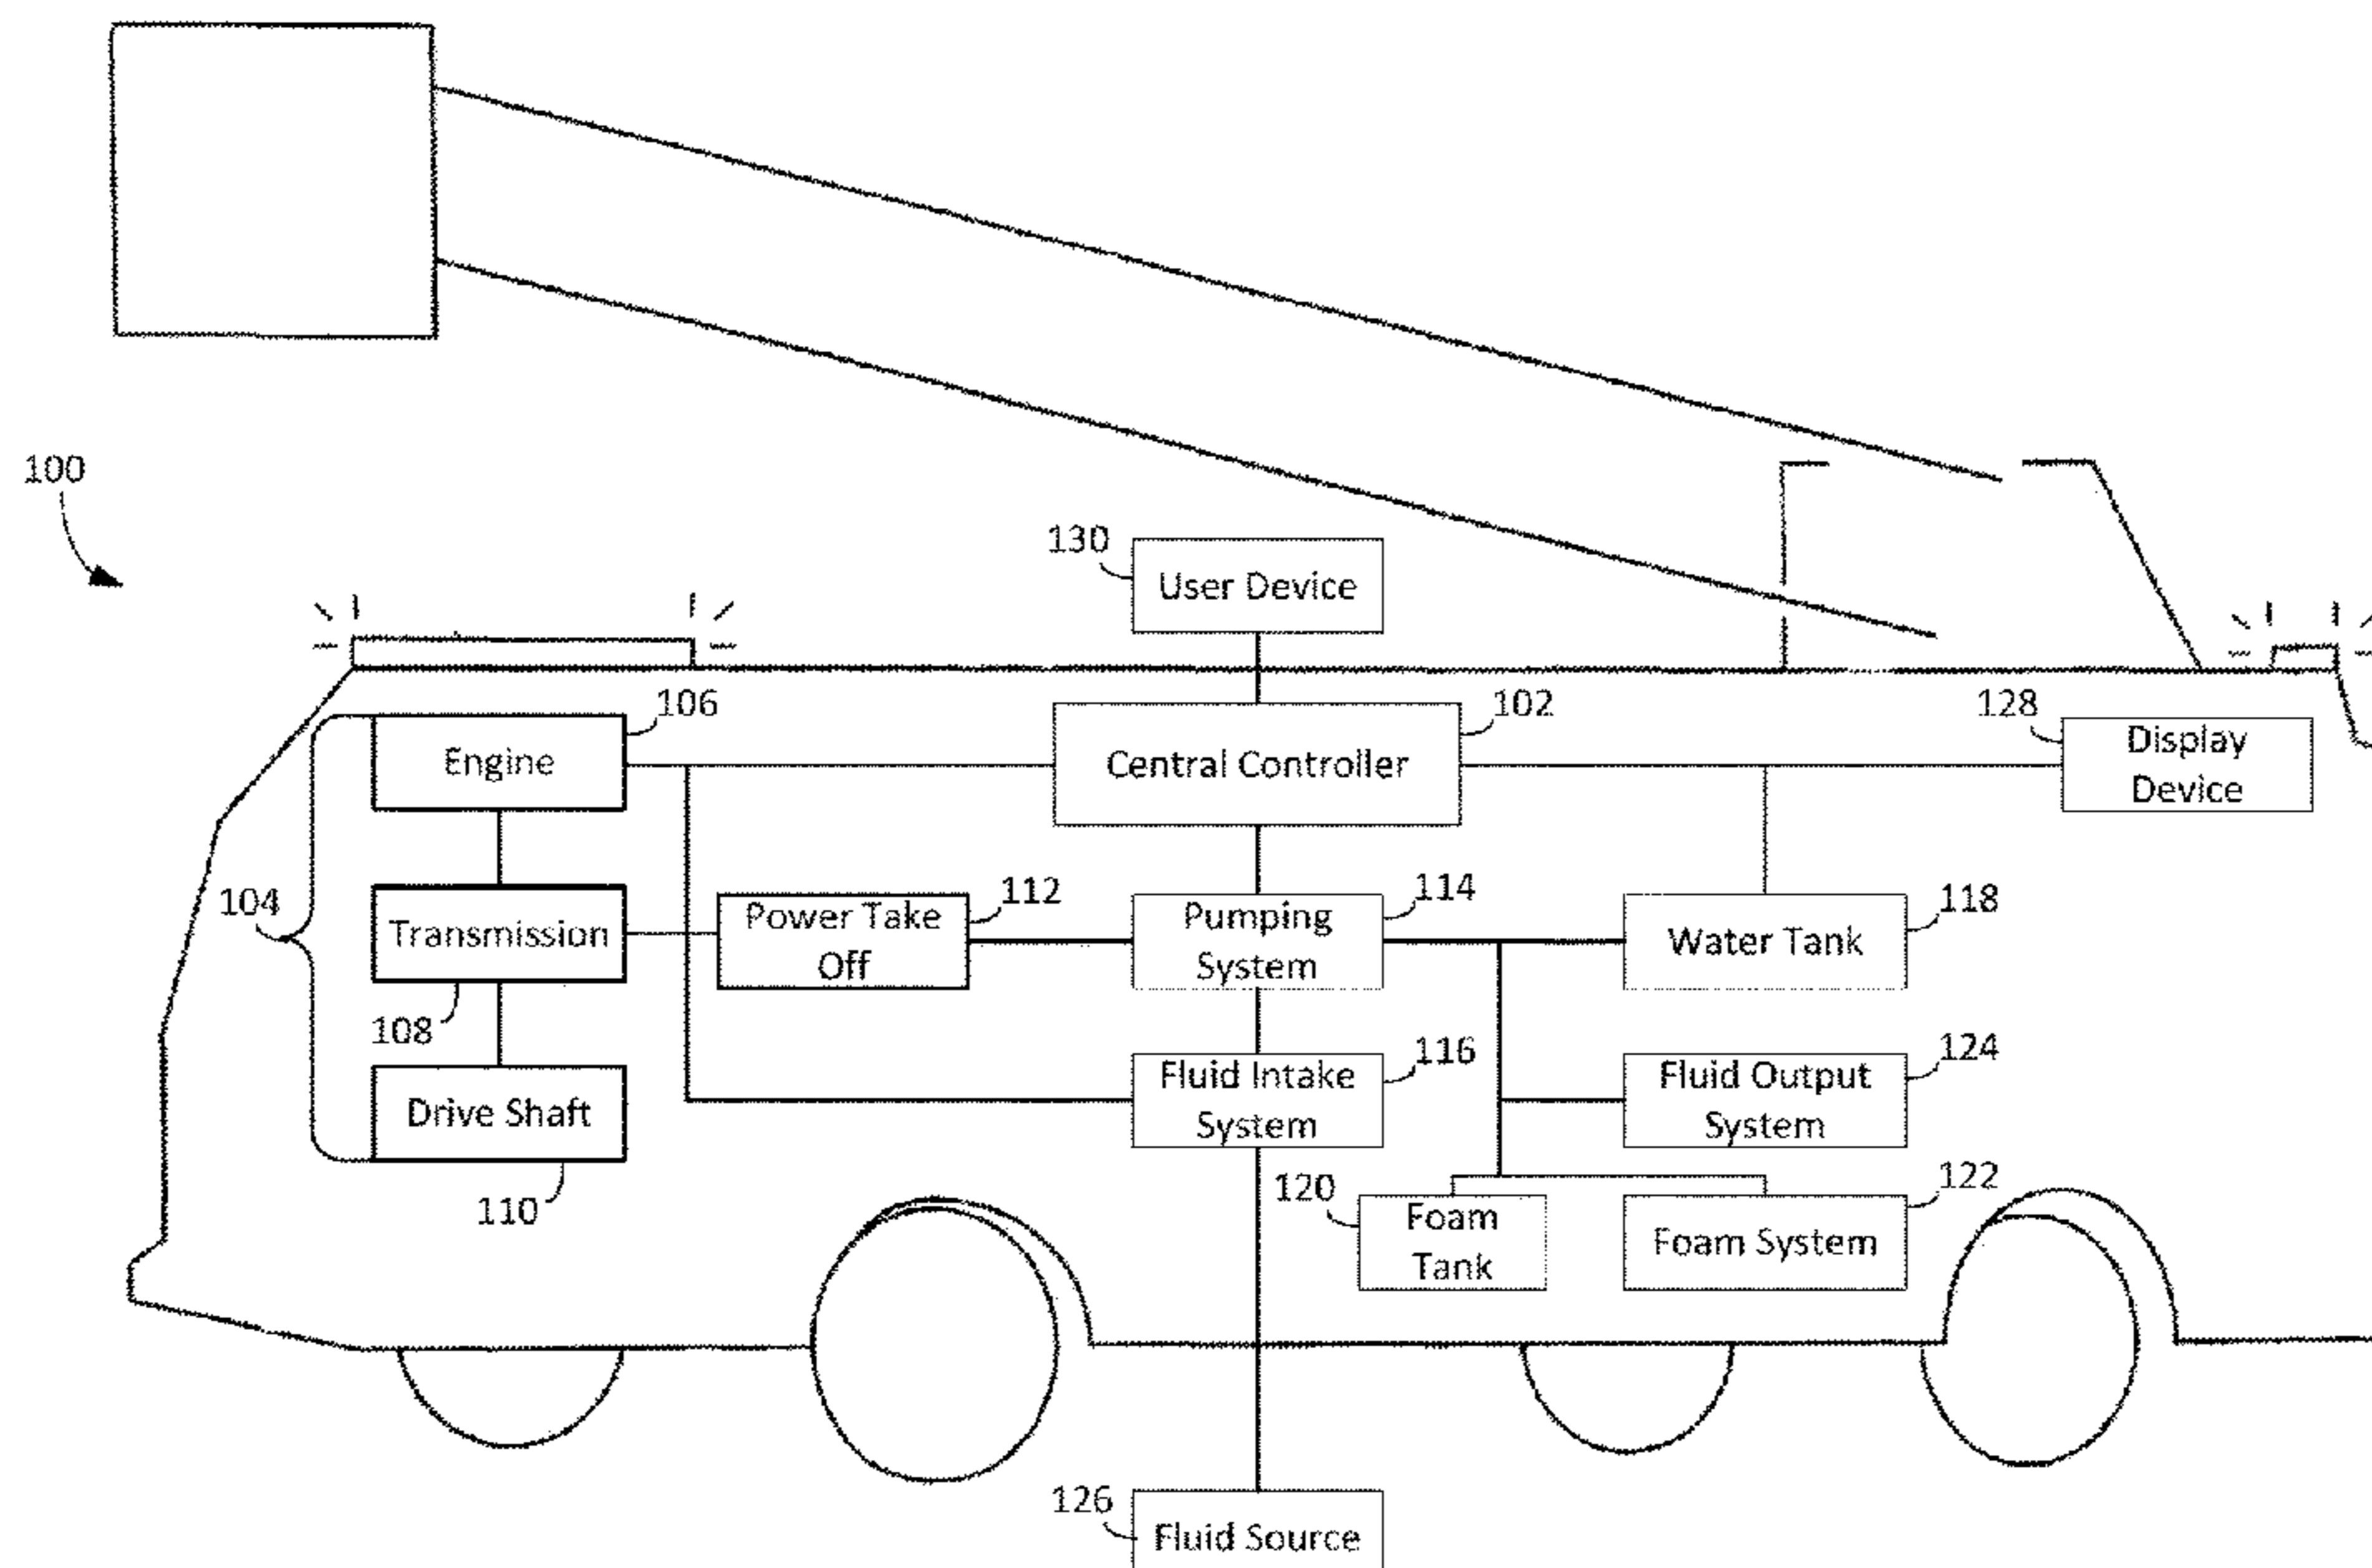 100
130
User Device
106
Engine
102
Central Controller
128
Display
Device
104
Transmission
108
112
Power Take
Off
114
Pumping
System
118
Water Tank
Drive Shaft
110
116
Fluid Intake
System
124
Fluid Output
System
120
Foam
Tank
122
Foam System
126
Fluid Source